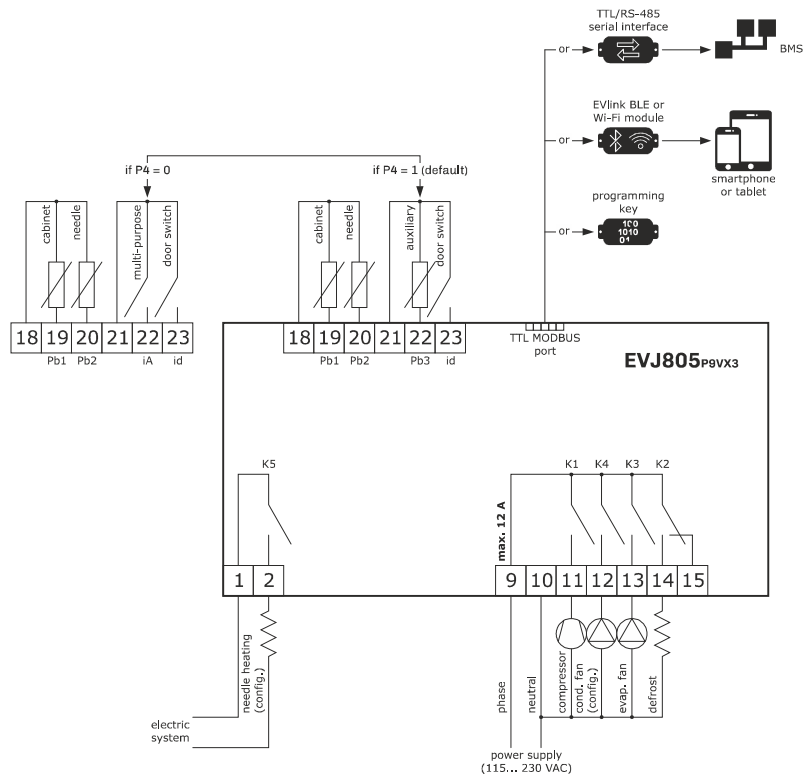 TTL/RS-485
serial interface
or
BMS
EVlink BLE or
Wi-Fi module
or
smartphone
or tablet
programming
key
100
1010
01
or
if P4 = 0
if P4 = 1 (default)
cabinet
needle
multi-purpose
door switch
cabinet
needle
auxiliary
door switch
18 19 20 21 22 23
Pb1 Pb2 iA id
18 19 20 21 22 23
Pb1 Pb2 Pb3 id
TTL MODBUS
port
EVJ805P9VX3
K5
K1 K4 K3 K2
max. 12 A
1 2
9 10 11 12 13 14 15
needle heating
(config.)
phase
neutral
compressor
cond. fan
(config.)
evap. fan
defrost
electric
system
power supply
(115... 230 VAC)